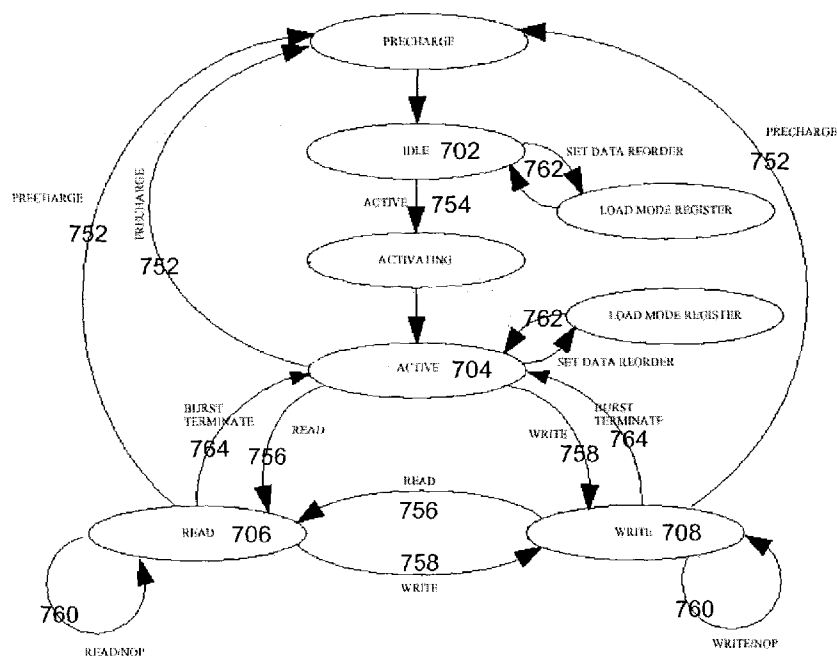 PRECHARGE
PRECHARGE
752
IDLE 702
SET DATA REORDER
762
PRECHARGE
752
PRECHARGE
752
ACTIVE 754
LOAD MODE REGISTER
ACTIVATING
762
LOAD MODE REGISTER
ACTIVE 704
SET DATA REORDER
BURST
TERMINATE
764
READ
756
WRITE
758
BURST
TERMINATE
764
READ
756
READ 706
WRITE 708
758
WRITE
760
READ/NOP
760
WRITE/NOP